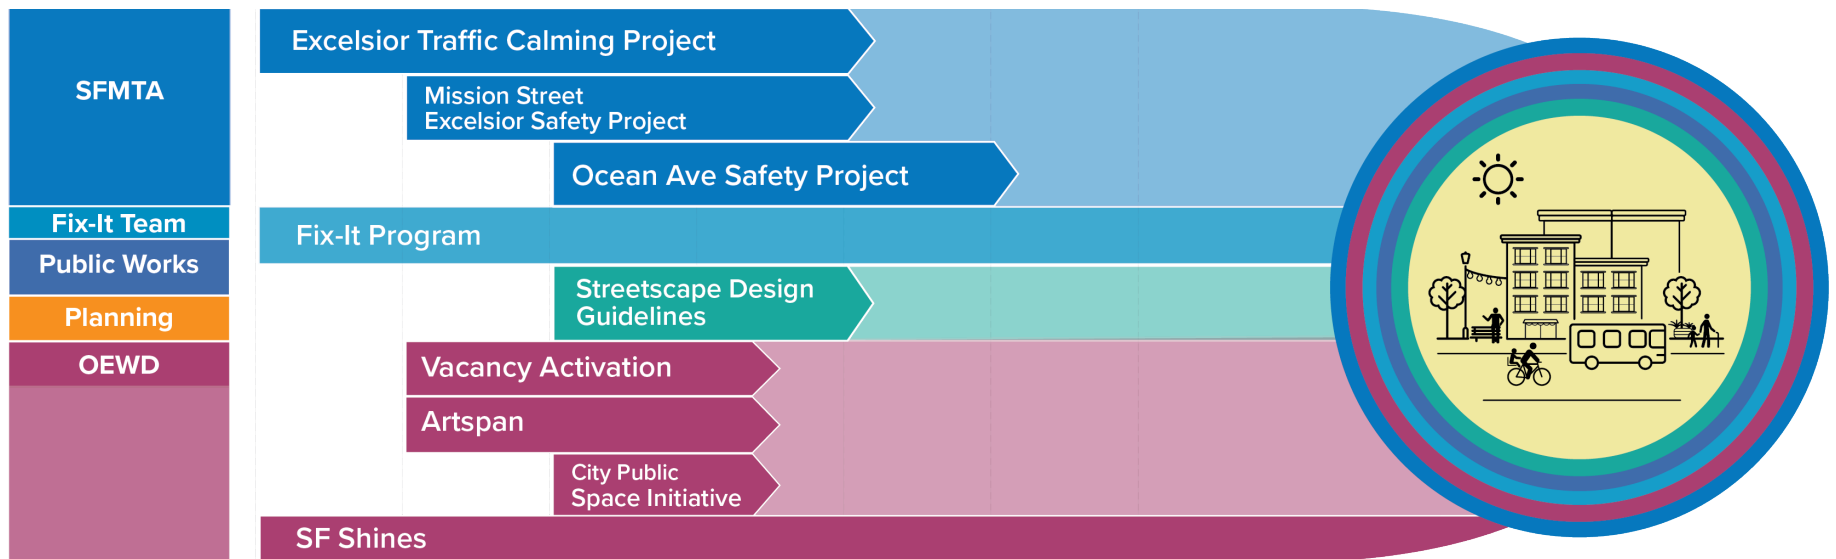 SFMTA
Excelsior Traffic Calming Project
Mission Street
Excelsior Safety Project
Ocean Ave Safety Project
Fix-It Team
Fix-It Program
Public Works
Streetscape Design
Guidelines
Planning
OEWD
Vacancy Activation
Artspan
City Public
Space Initiative
SF Shines